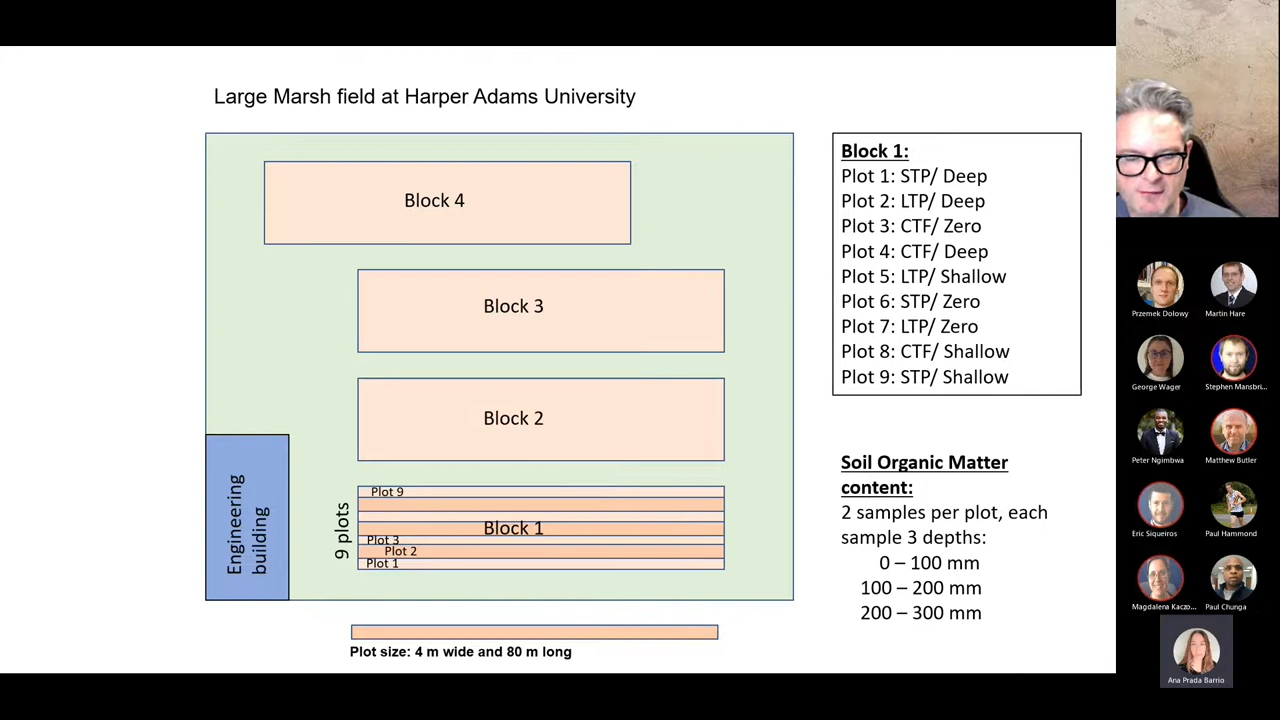 Large Marsh field at Harper Adams University
Block 4
Block 3
Block 2
Engineering
building
9 plots
Plot 9
Block 1
Plot 3
Plot 2
Plot 1
Plot size: 4 m wide and 80 m long
Block 1:
Plot 1: STP/ Deep
Plot 2: LTP/ Deep
Plot 3: CTF/ Zero
Plot 4: CTF/ Deep
Plot 5: LTP/ Shallow
Plot 6: STP/ Zero
Plot 7: LTP/ Zero
Plot 8: CTF/ Shallow
Plot 9: STP/ Shallow
Soil Organic Matter
content:
2 samples per plot, each
sample 3 depths:
0 – 100 mm
100 – 200 mm
200 – 300 mm
Przemek Dolowy
Martin Hare
George Wager
Stephen Mansbri...
Peter Ngimbwa
Matthew Butler
Eric Siqueiros
Paul Hammond
Magdalena Kaczo...
Paul Chunga
Ana Prada Barrio